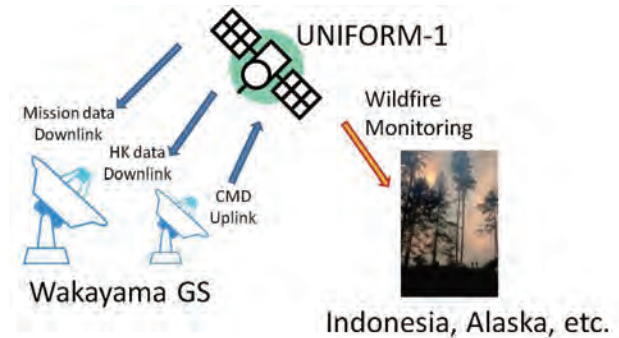 UNIFORM-1
Mission data
Downlink
HK data
Downlink
CMD
Uplink
Wildfire
Monitoring
Wakayama GS
Indonesia, Alaska, etc.